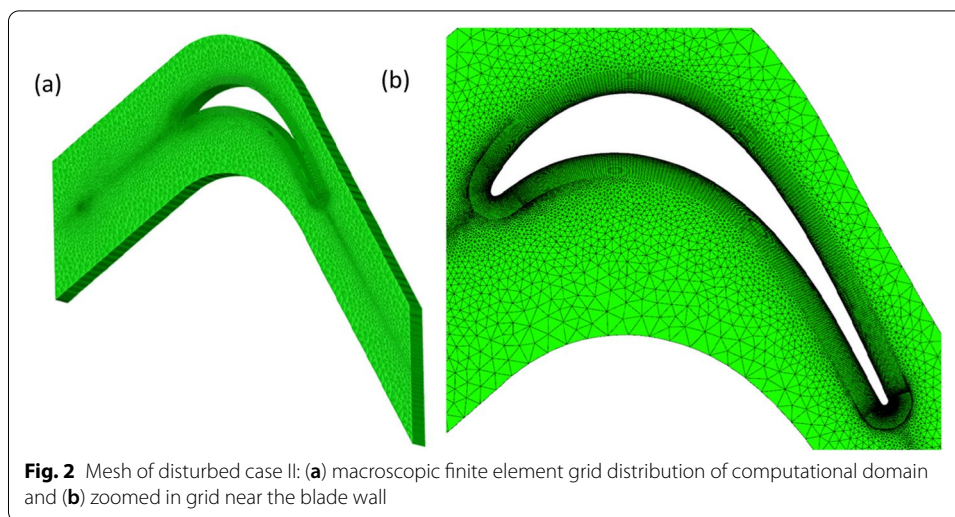 (a)
(b)
Fig. 2 Mesh of disturbed case II: (a) macroscopic finite element grid distribution of computational domain
and (b) zoomed in grid near the blade wall